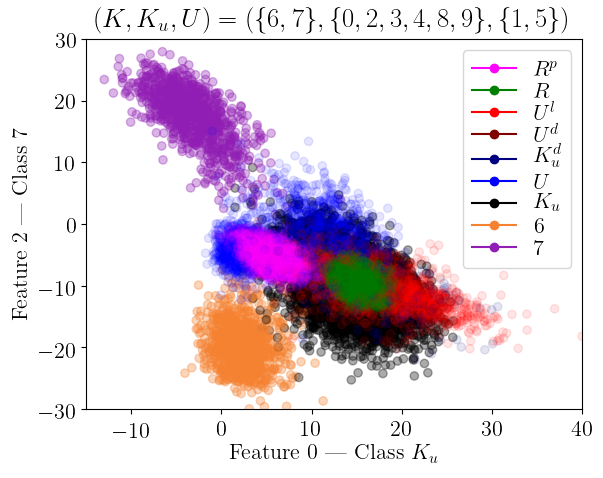 (K, K_u, U) = ({6, 7}, {0, 2, 3, 4, 8, 9}, {1, 5})
30
20
10
0
−10
−20
−30
Feature 2 — Class 7
R^p
R
U^l
U^d
K_u^d
U
K_u
6
7
−10
0
10
20
30
40
Feature 0 — Class K_u